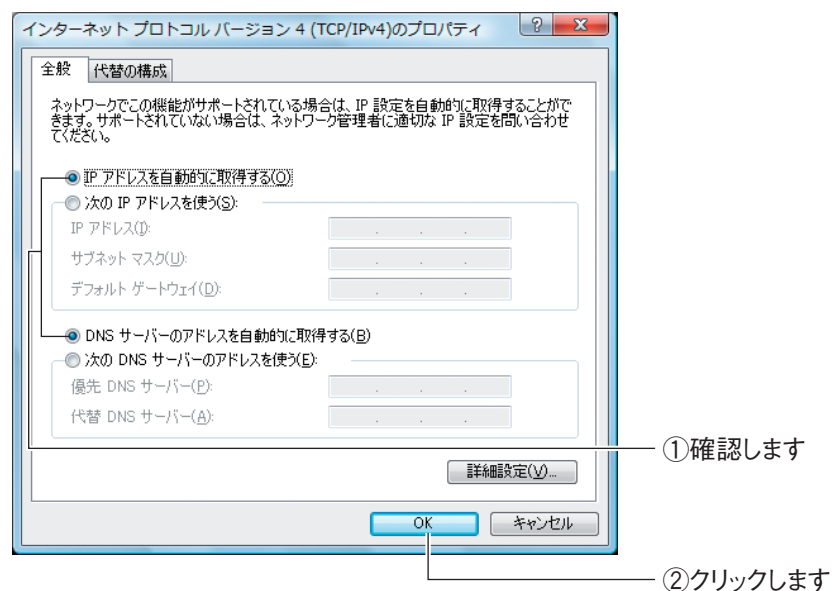 インターネット プロトコル バージョン 4 (TCP/IPv4)のプロパティ
全般
代替の構成
ネットワークでこの機能がサポートされている場合は、IP 設定を自動的に取得することがで
きます。サポートされていない場合は、ネットワーク管理者に適切な IP 設定を問い合わせ
てください。
IP アドレスを自動的に取得する(O)
次の IP アドレスを使う(S):
IP アドレス(I):
サブネット マスク(U):
デフォルト ゲートウェイ(D):
DNS サーバーのアドレスを自動的に取得する(B)
次の DNS サーバーのアドレスを使う(E):
優先 DNS サーバー(P):
代替 DNS サーバー(A):
①確認します
詳細設定(V)...
OK
キャンセル
②クリックします